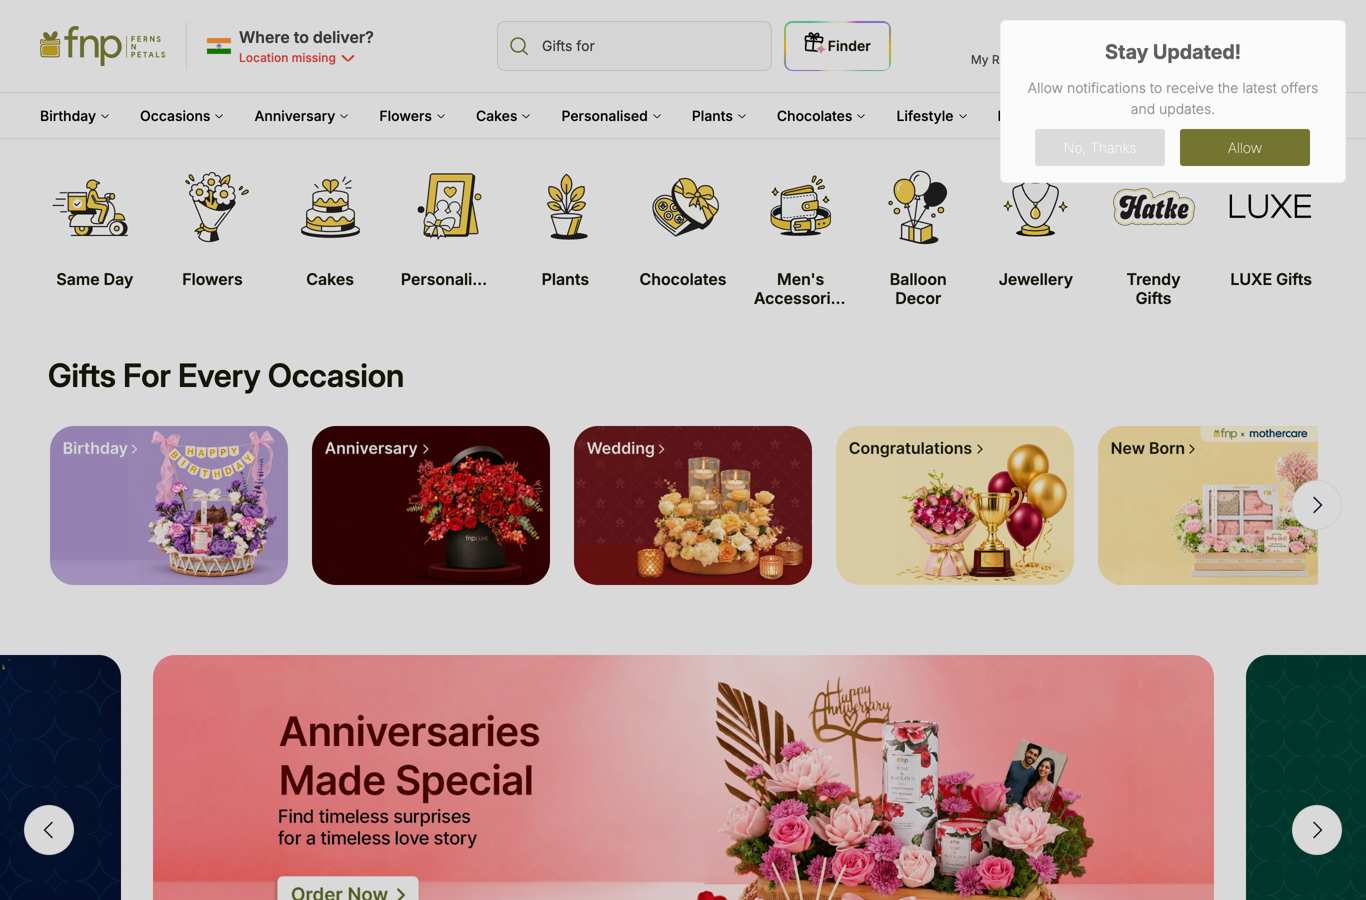 fnp FERNS N PETALS
Where to deliver?
Location missing
Gifts for
Finder
My R
Stay Updated!
Allow notifications to receive the latest offers
and updates.
No, Thanks
Allow
Birthday
Occasions
Anniversary
Flowers
Cakes
Personalised
Plants
Chocolates
Lifestyle
Hatke
LUXE
Same Day
Flowers
Cakes
Personali...
Plants
Chocolates
Men's
Accessori...
Balloon
Decor
Jewellery
Trendy
Gifts
LUXE Gifts
Gifts For Every Occasion
Birthday
HAPPY
BIRTHDAY
Anniversary
fnp LUXE
Wedding
Congratulations
New Born
fnp × mothercare
Anniversaries
Made Special
Find timeless surprises
for a timeless love story
Order Now
Happy
Anniversary